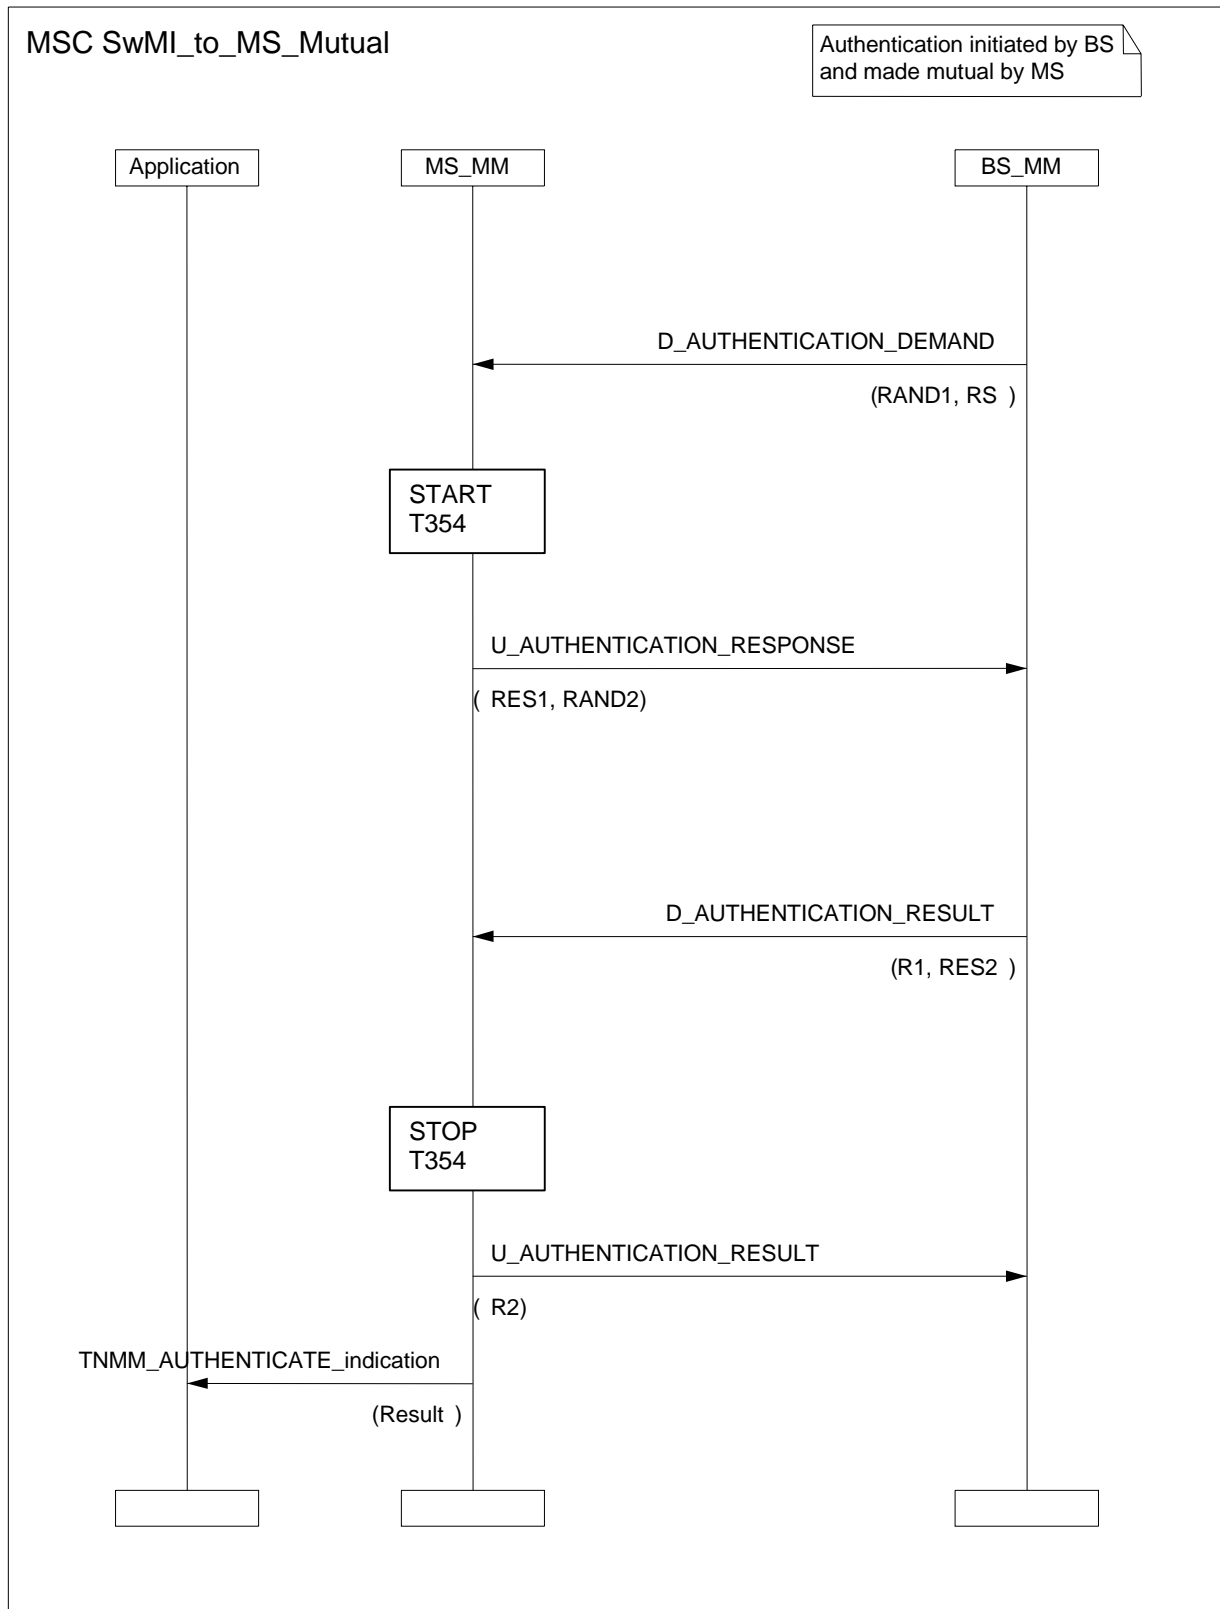 MSC SwMI_to_MS_Mutual
Authentication initiated by BS
and made mutual by MS
Application
MS_MM
BS_MM
D_AUTHENTICATION_DEMAND
(RAND1, RS )
START
T354
U_AUTHENTICATION_RESPONSE
( RES1, RAND2)
D_AUTHENTICATION_RESULT
(R1, RES2 )
STOP
T354
U_AUTHENTICATION_RESULT
( R2)
TNMM_AUTHENTICATE_indication
(Result )